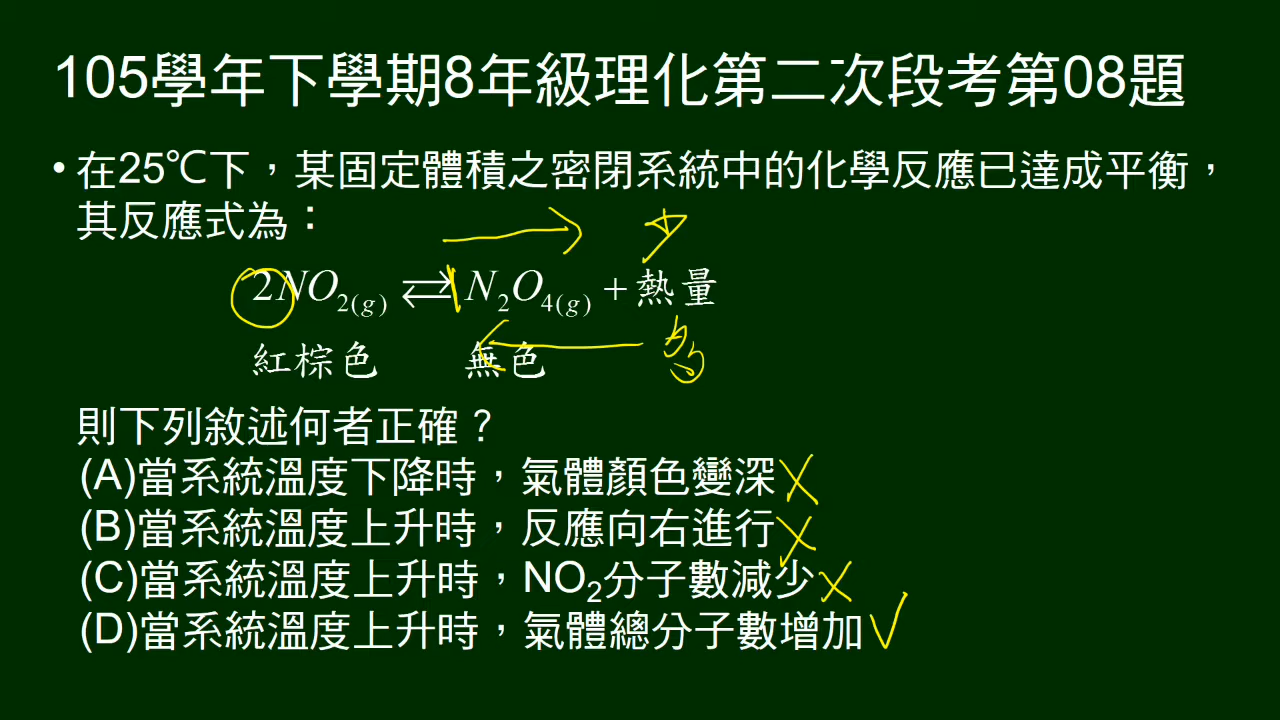 105學年下學期8年級理化第二次段考第08題
• 在25℃下，某固定體積之密閉系統中的化學反應已達成平衡，
其反應式為：
少
2NO₂(g) ⇄ N₂O₄(g) + 熱量
紅棕色 無色 多
則下列敘述何者正確？
(A)當系統溫度下降時，氣體顏色變深
(B)當系統溫度上升時，反應向右進行
(C)當系統溫度上升時，NO₂分子數減少
(D)當系統溫度上升時，氣體總分子數增加